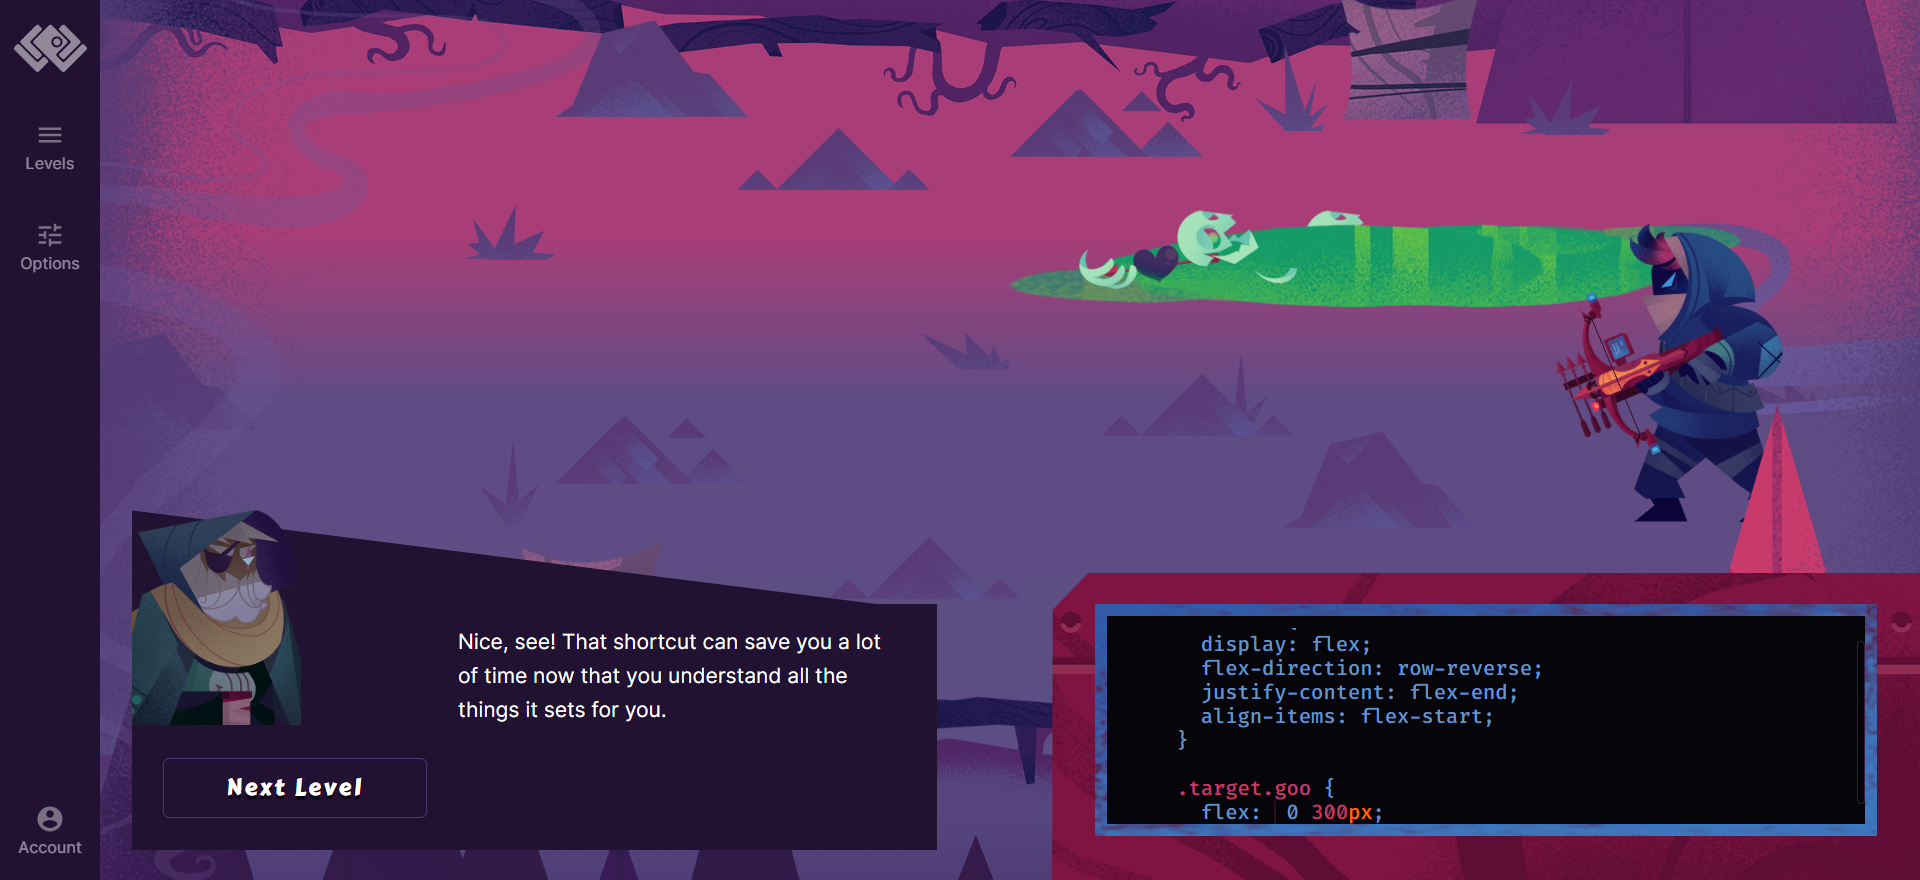 Levels
Options
Nice, see! That shortcut can save you a lot
of time now that you understand all the
things it sets for you.
Next Level
Account
display: flex;
flex-direction: row-reverse;
justify-content: flex-end;
align-items: flex-start;
}
.target.goo {
flex: 0 300px;